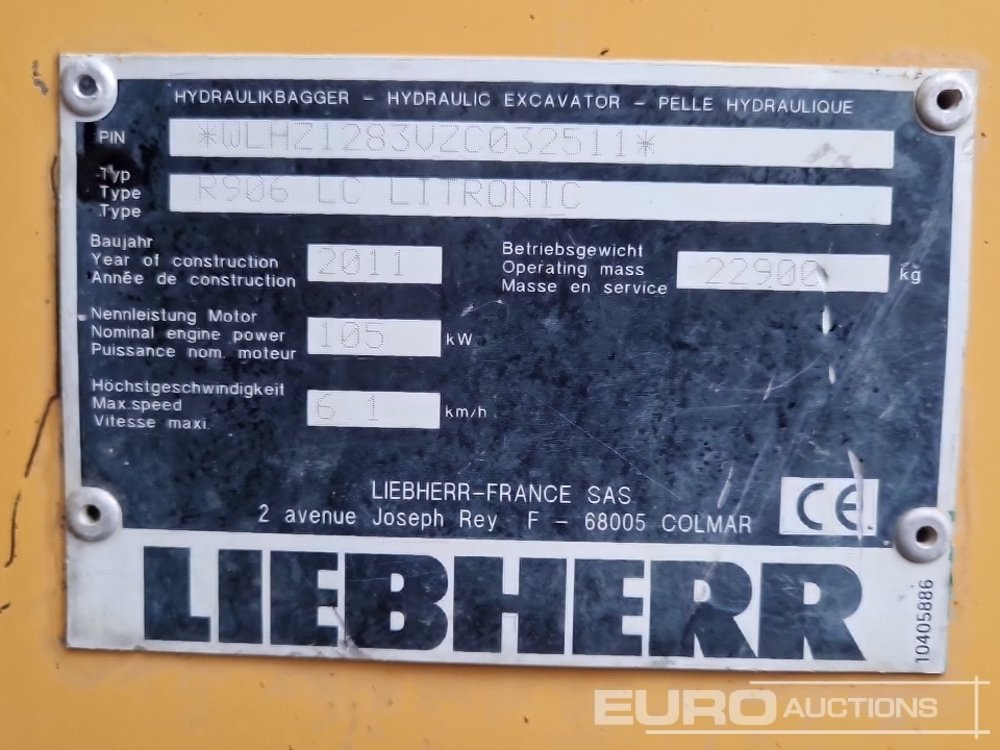 HYDRAULIKBAGGER – HYDRAULIC EXCAVATOR – PELLE HYDRAULIQUE
PIN *WLHZ1283VZC032511*
Typ
Type R906 LC LITRONIC
Type
Baujahr
Year of construction 2011
Année de construction
Betriebsgewicht
Operating mass 22900 kg
Masse en service
Nennleistung Motor
Nominal engine power 105 kW
Puissance nom. moteur
Höchstgeschwindigkeit
Max.speed 6 1 km/h
Vitesse maxi.
LIEBHERR-FRANCE SAS
2 avenue Joseph Rey F – 68005 COLMAR
CE
LIEBHERR
10405886
EURO AUCTIONS